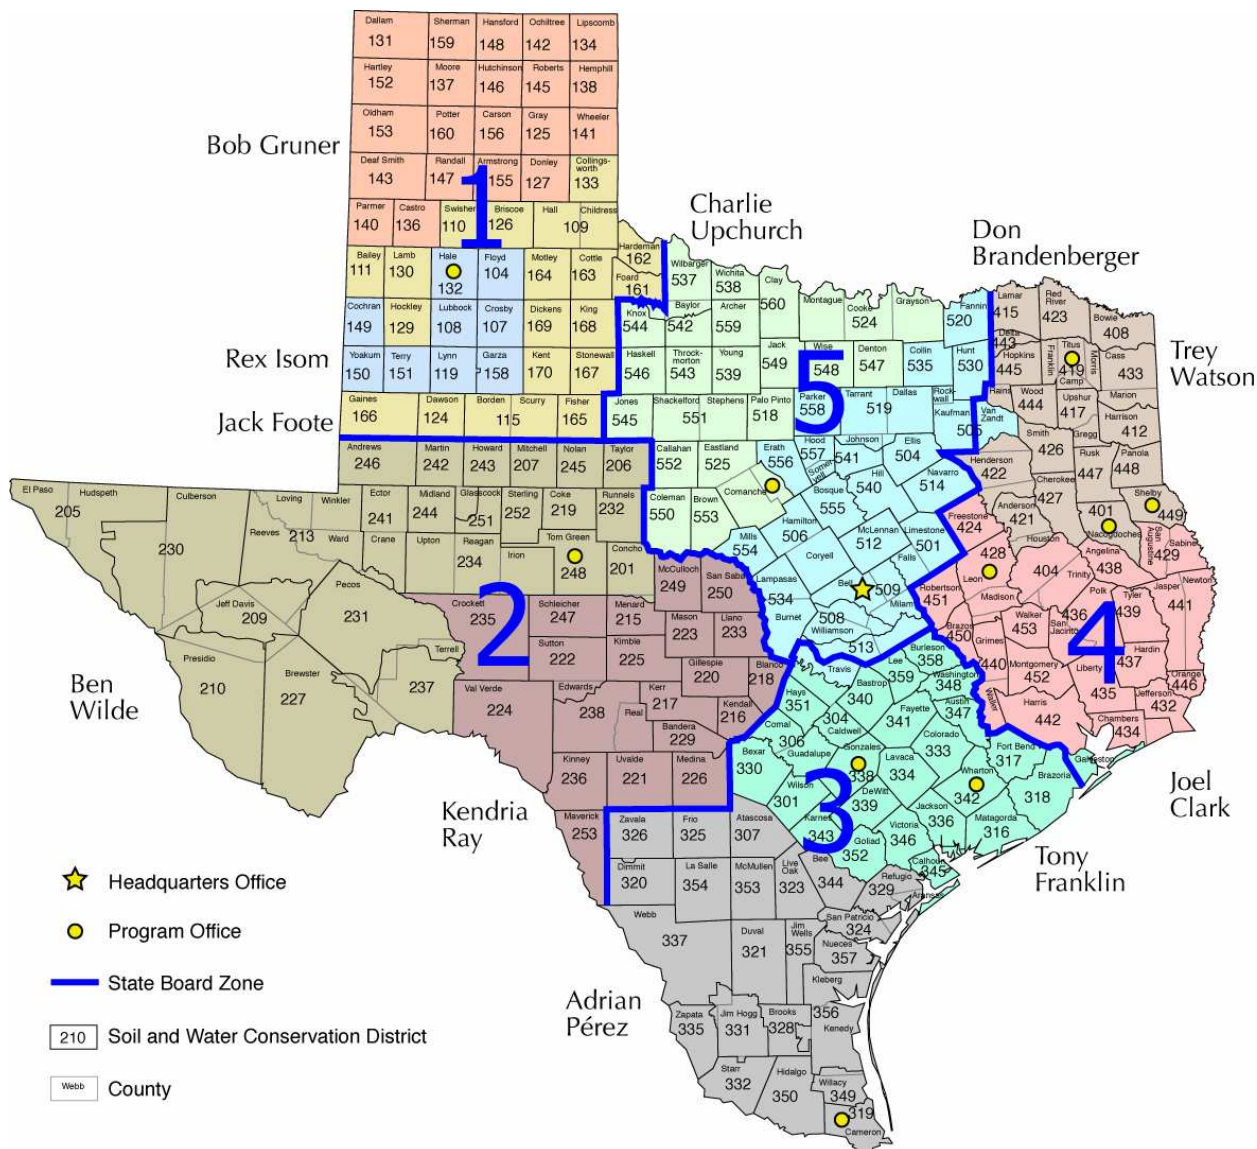 Dallam
Sherman
Hansford
Ochiltree
Lipscomb
131
159
148
142
134
Hartley
Moore
Hutchinson
Roberts
Hemphill
152
137
146
145
138
Oldham
Potter
Carson
Gray
Wheeler
153
160
156
125
141
Bob Gruner
Deaf Smith
Randall
Armstrong
Donley
Collings-
worth
143
147
155
127
133
1
Parmer
Castro
Swisher
Briscoe
Hall
Childress
140
136
110
126
109
Charlie
Upchurch
Don
Brandenberger
Bailey
Lamb
Hale
Floyd
Motley
Cottle
Hardeman
111
130
132
104
164
163
162
Foard
161
Cochran
Hockley
Lubbock
Crosby
Dickens
King
149
129
108
107
169
168
Rex Isom
Yoakum
Terry
Lynn
Garza
Kent
Stonewall
150
151
119
158
170
167
Jack Foote
Gaines
Dawson
Borden
Scurry
Fisher
166
124
115
165
Wilbarger
537
Wichita
538
Clay
560
Montague
Cooke
524
Grayson
Fannin
520
Knox
544
Baylor
542
Archer
559
Jack
549
Wise
548
Denton
547
Collin
535
Hunt
530
Haskell
546
Throck-
morton
543
Young
539
5
Rock-
wall
Jones
545
Shackelford
Stephens
551
Palo Pinto
518
Parker
558
Tarrant
Dallas
519
Kaufman
505
Van
Zandt
Rains
Callahan
552
Eastland
525
Erath
556
Hood
557
Somer-
vell
Johnson
541
Ellis
504
Coleman
550
Brown
553
Comanche
Bosque
555
Hill
540
Navarro
514
Mills
554
Hamilton
506
McLennan
512
Limestone
501
Coryell
Falls
Lampasas
534
Bell
509
Milam
Burnet
508
Williamson
513
Travis
Lamar
415
Red
River
423
Bowie
408
Trey
Watson
Delta
443
Hopkins
445
Franklin
Titus
419
Morris
Cass
433
Camp
Wood
444
Upshur
417
Marion
Harrison
412
Smith
426
Gregg
Rusk
447
Panola
448
Henderson
422
Cherokee
427
Anderson
421
401
Nacogdoches
Shelby
449
Andrews
Martin
Howard
Mitchell
Nolan
Taylor
246
242
243
207
245
206
El Paso
205
Hudspeth
Culberson
230
Loving
Winkler
213
Reeves
Ward
Ector
241
Midland
244
Glasscock
251
Sterling
252
Coke
219
Runnels
232
Crane
Upton
Reagan
234
Irion
Tom Green
248
Concho
201
Jeff Davis
209
Pecos
231
Presidio
210
Brewster
227
Terrell
237
2
Ben
Wilde
McCulloch
249
San Saba
250
Crockett
235
Schleicher
247
Menard
215
Mason
223
Llano
233
Sutton
222
Kimble
225
Gillespie
220
Blanco
218
Val Verde
224
Edwards
238
Real
Kerr
217
Kendall
216
Bandera
229
Kinney
236
Uvalde
221
Medina
226
Maverick
253
Kendria
Ray
Freestone
424
428
Leon
Houston
404
Trinity
Angelina
438
San
Augustine
Sabine
429
Robertson
451
Madison
Polk
436
Tyler
439
Jasper
Newton
441
Brazos
450
Grimes
440
Walker
453
San
Jacinto
4
Hardin
437
Montgomery
452
Liberty
435
Orange
446
Waller
Harris
442
Jefferson
432
Chambers
434
Joel
Clark
Burleson
358
Lee
359
Washington
348
Hays
351
Bastrop
340
Austin
347
Comal
306
304
Caldwell
Fayette
341
Colorado
333
Bexar
330
Guadalupe
Gonzales
338
Lavaca
334
Fort Bend
317
Galveston
Brazoria
318
Wilson
301
3
DeWitt
339
Wharton
342
Jackson
336
Matagorda
316
Karnes
343
Goliad
352
Victoria
346
Calhoun
345
Tony
Franklin
Zavala
326
Frio
325
Atascosa
307
Dimmit
320
La Salle
354
McMullen
353
Live
Oak
323
Bee
344
Refugio
329
Aransas
Webb
337
Duval
321
Jim
Wells
355
San Patricio
324
Nueces
357
Kleberg
356
Kenedy
Adrian
Pérez
Zapata
335
Jim Hogg
331
Brooks
328
Starr
332
Hidalgo
350
Willacy
349
319
Cameron
Headquarters Office
Program Office
State Board Zone
210 Soil and Water Conservation District
Webb County